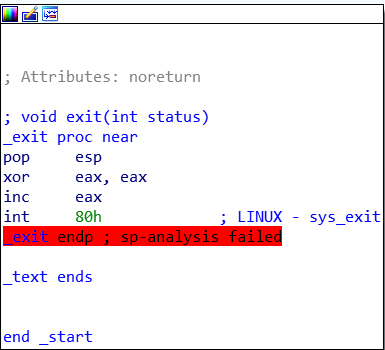 ; Attributes: noreturn
; void exit(int status)
_exit proc near
pop     esp
xor     eax, eax
inc     eax
int     80h             ; LINUX - sys_exit
_exit endp ; sp-analysis failed
_text ends
end _start